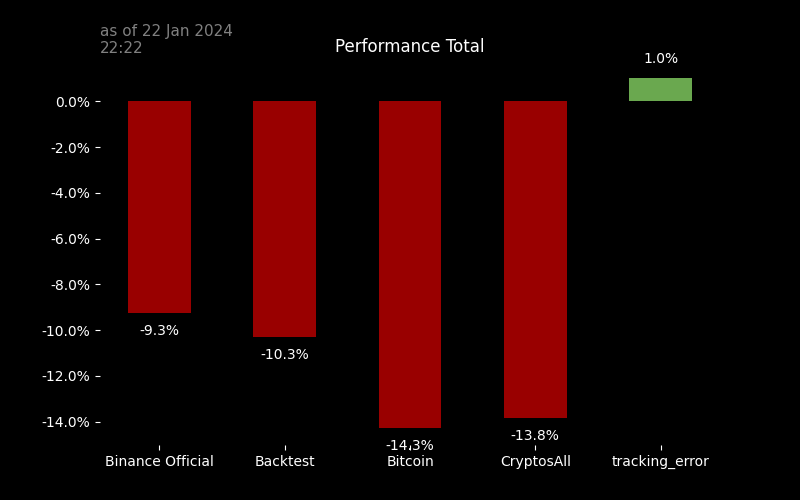 as of 22 Jan 2024
22:22
Performance Total
1.0%
0.0%
-2.0%
-4.0%
-6.0%
-8.0%
-10.0%
-12.0%
-14.0%
-9.3%
-10.3%
-14.3%
-13.8%
Binance Official
Backtest
Bitcoin
CryptosAll
tracking_error